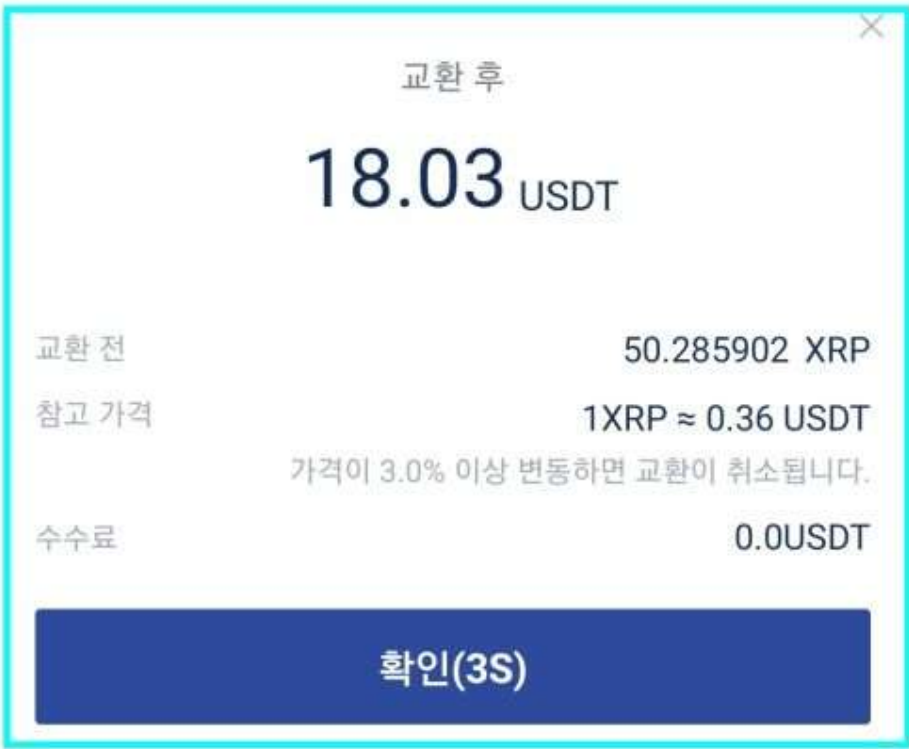 교환 후
18.03 USDT
교환 전 50.285902 XRP
참고 가격 1XRP ≈ 0.36 USDT
가격이 3.0% 이상 변동하면 교환이 취소됩니다.
수수료 0.0USDT
확인(3S)